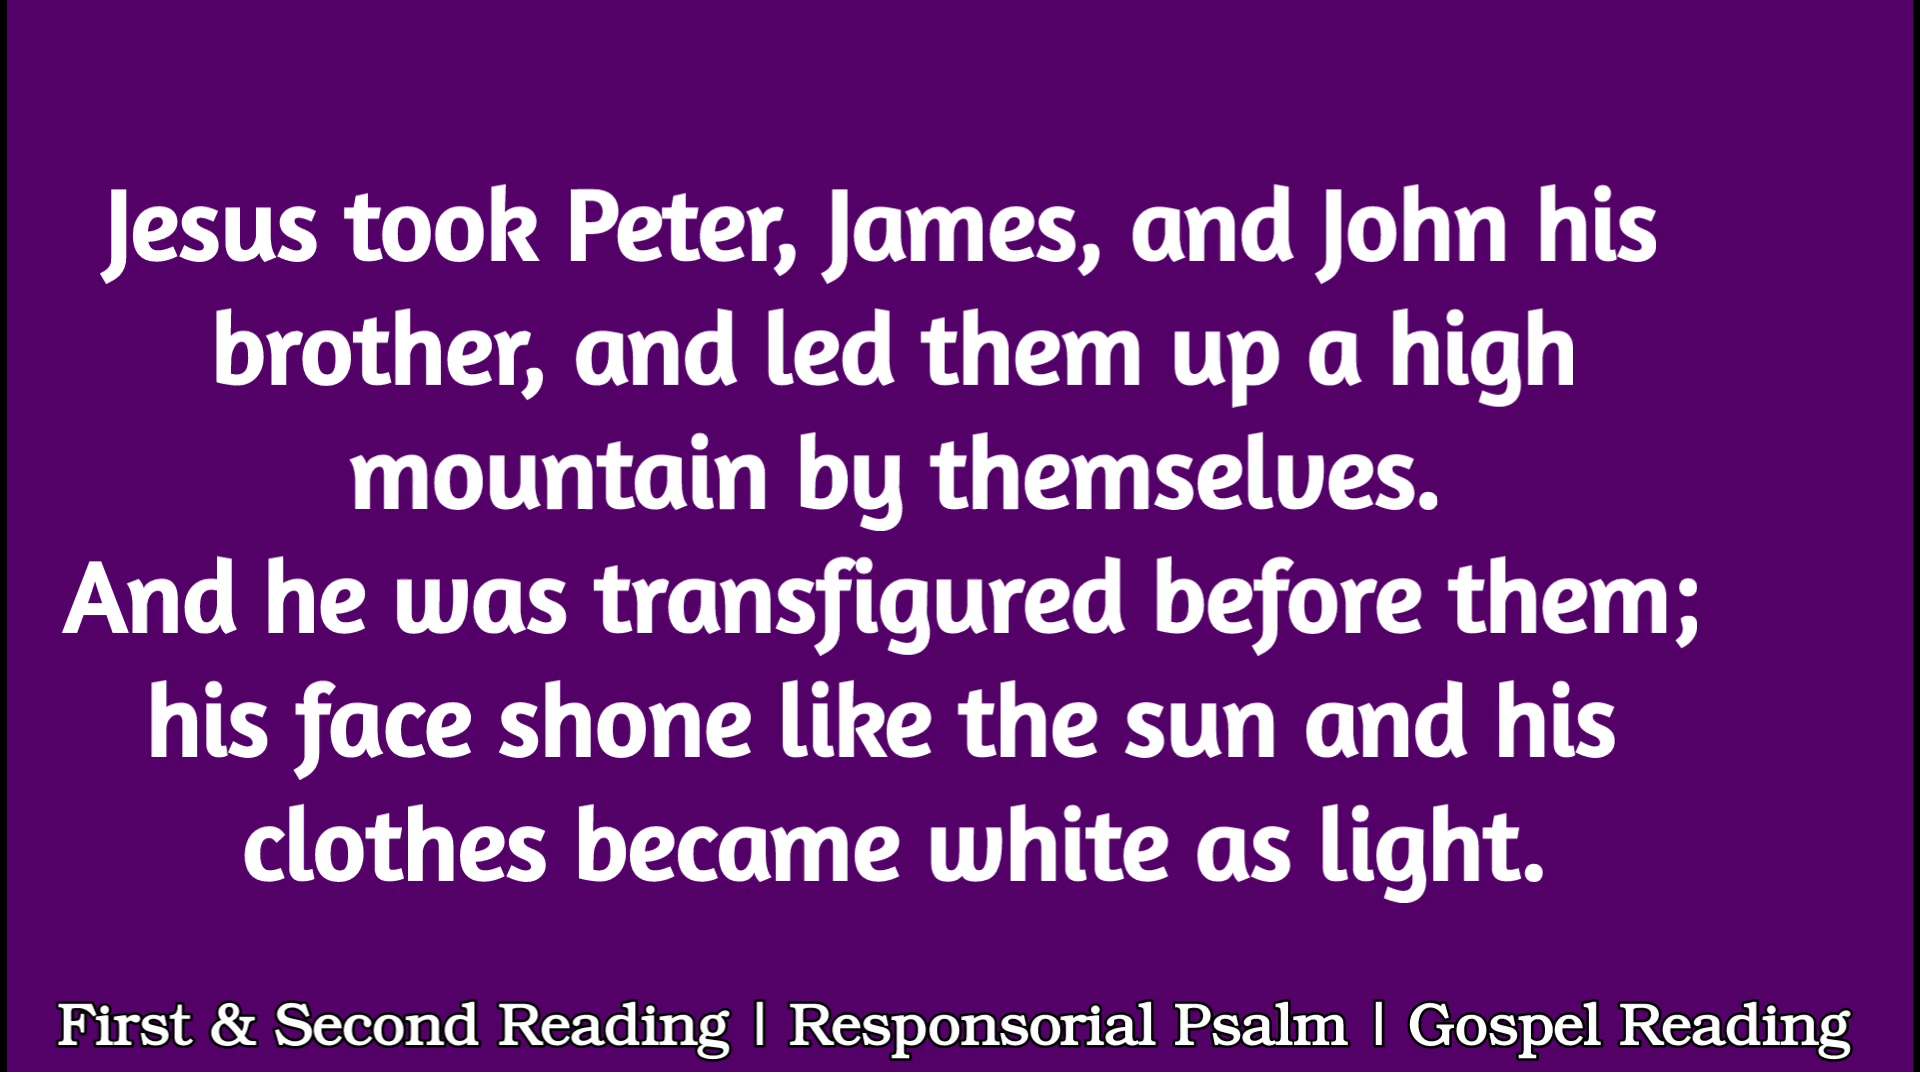 Jesus took Peter, James, and John his
brother, and led them up a high
mountain by themselves.
And he was transfigured before them;
his face shone like the sun and his
clothes became white as light.
First & Second Reading | Responsorial Psalm | Gospel Reading